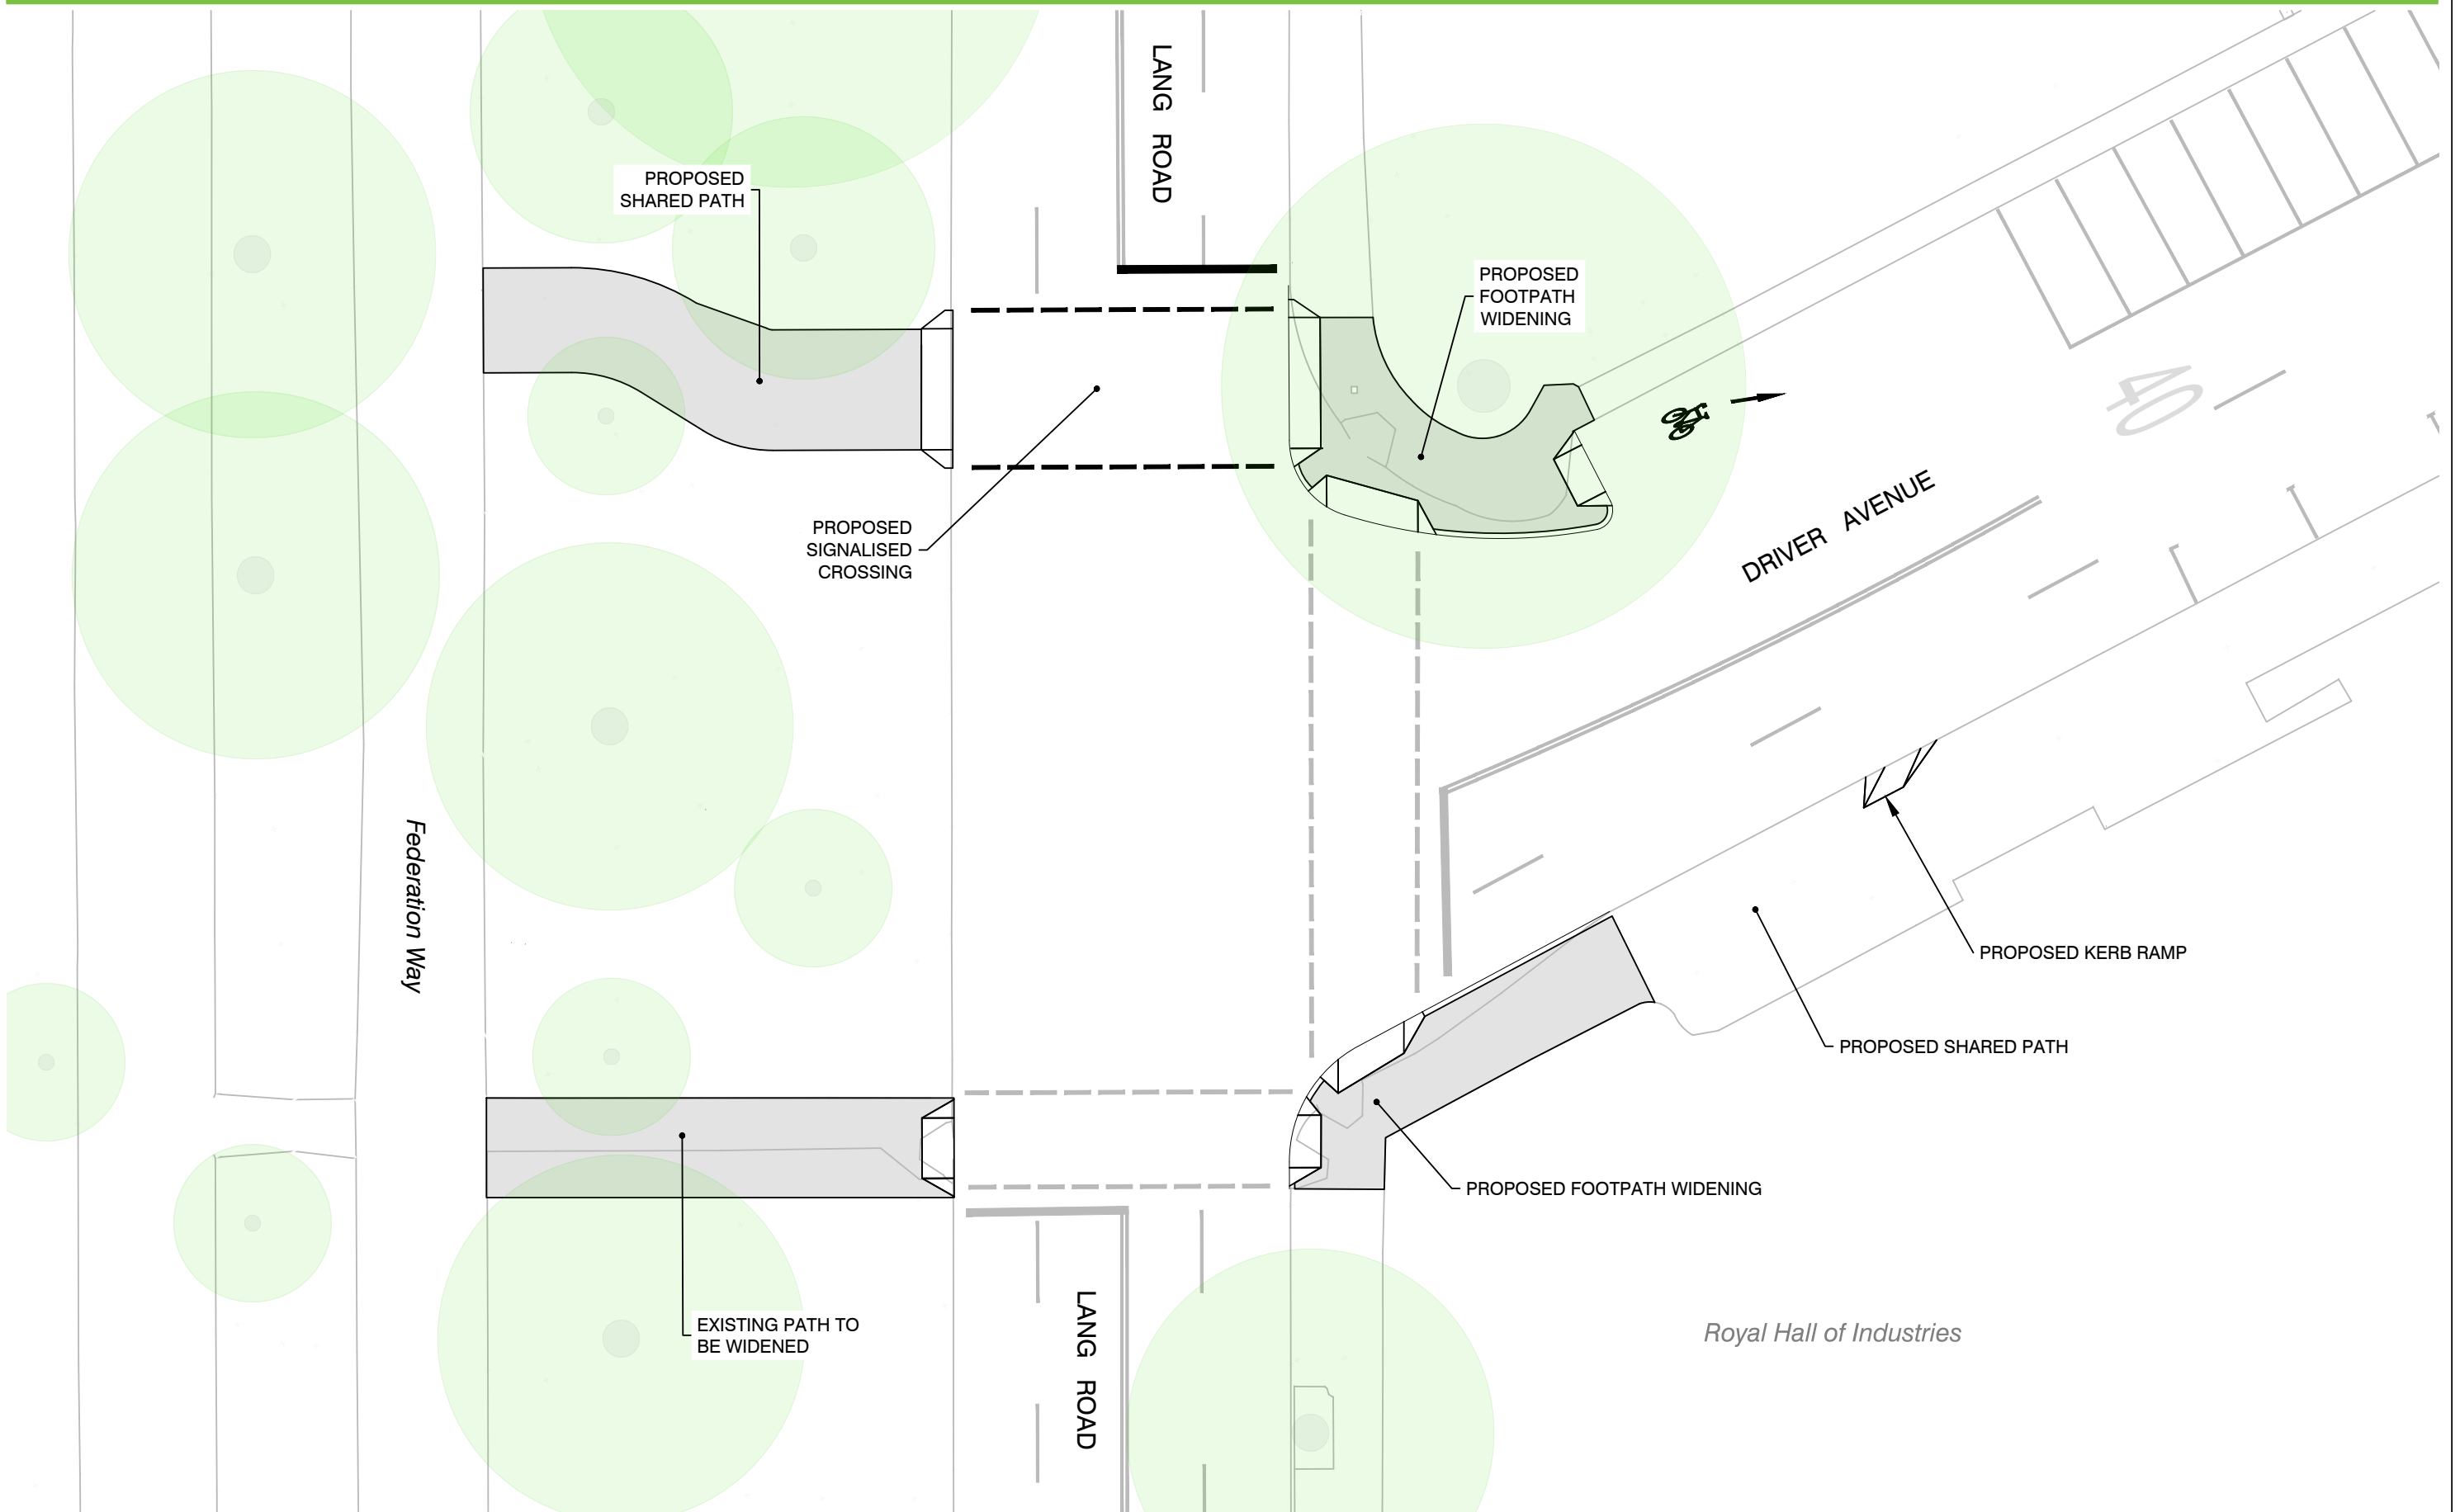 LANG ROAD
PROPOSED
SHARED PATH
PROPOSED
FOOTPATH
WIDENING
40
PROPOSED
SIGNALISED
CROSSING
DRIVER AVENUE
Federation Way
PROPOSED KERB RAMP
PROPOSED SHARED PATH
PROPOSED FOOTPATH WIDENING
EXISTING PATH TO
BE WIDENED
LANG ROAD
Royal Hall of Industries